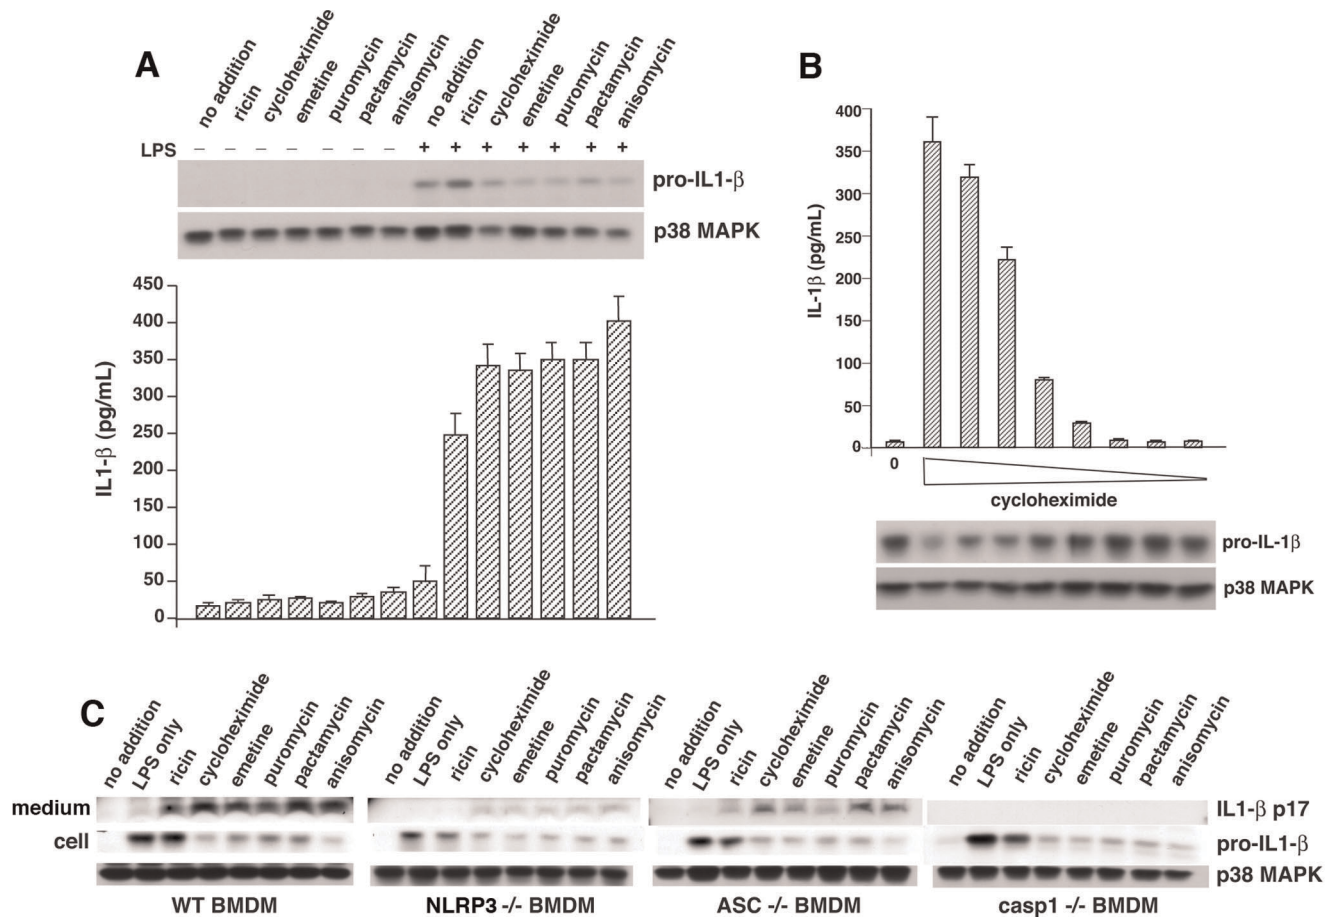 A
no addition
ricin
cycloheximide
emetine
puromycin
pactamycin
anisomycin
no addition
ricin
cycloheximide
emetine
puromycin
pactamycin
anisomycin
LPS – – – – – – – + + + + + + +
pro-IL1-β
p38 MAPK
450
400
350
300
250
200
150
100
50
0
IL1-β (pg/mL)
B
400
350
300
250
200
150
100
50
0
IL-1β (pg/mL)
0
cycloheximide
pro-IL-1β
p38 MAPK
C
no addition
LPS only
ricin
cycloheximide
emetine
puromycin
pactamycin
anisomycin
no addition
LPS only
ricin
cycloheximide
emetine
puromycin
pactamycin
anisomycin
no addition
LPS only
ricin
cycloheximide
emetine
puromycin
pactamycin
anisomycin
no addition
LPS only
ricin
cycloheximide
emetine
puromycin
pactamycin
anisomycin
medium IL1-β p17
cell pro-IL1-β
p38 MAPK
WT BMDM NLRP3 -/- BMDM ASC -/- BMDM casp1 -/- BMDM